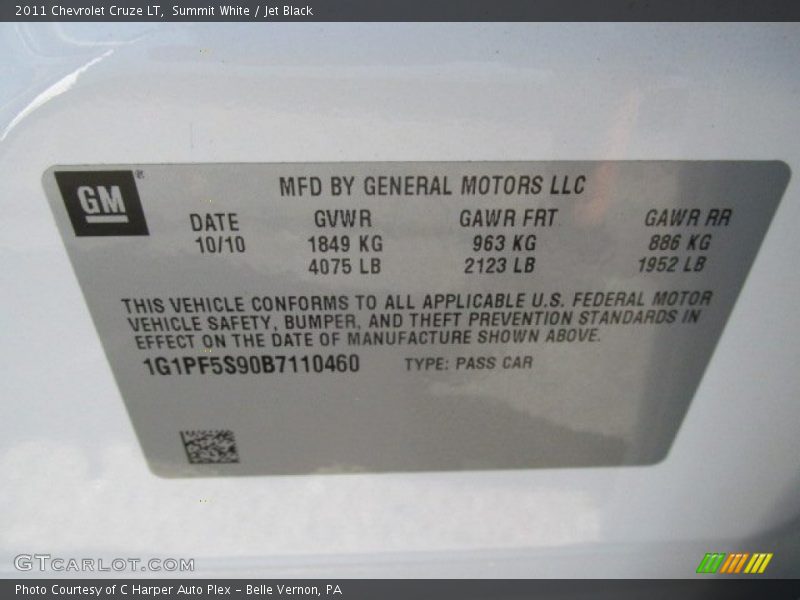 2011 Chevrolet Cruze LT,  Summit White / Jet Black
GM ®
MFD BY GENERAL MOTORS LLC
DATE GVWR GAWR FRT GAWR RR
10/10 1849 KG 963 KG 886 KG
4075 LB 2123 LB 1952 LB
THIS VEHICLE CONFORMS TO ALL APPLICABLE U.S. FEDERAL MOTOR
VEHICLE SAFETY, BUMPER, AND THEFT PREVENTION STANDARDS IN
EFFECT ON THE DATE OF MANUFACTURE SHOWN ABOVE.
1G1PF5S90B7110460 TYPE: PASS CAR
GTCARLOT.COM
Photo Courtesy of C Harper Auto Plex - Belle Vernon, PA